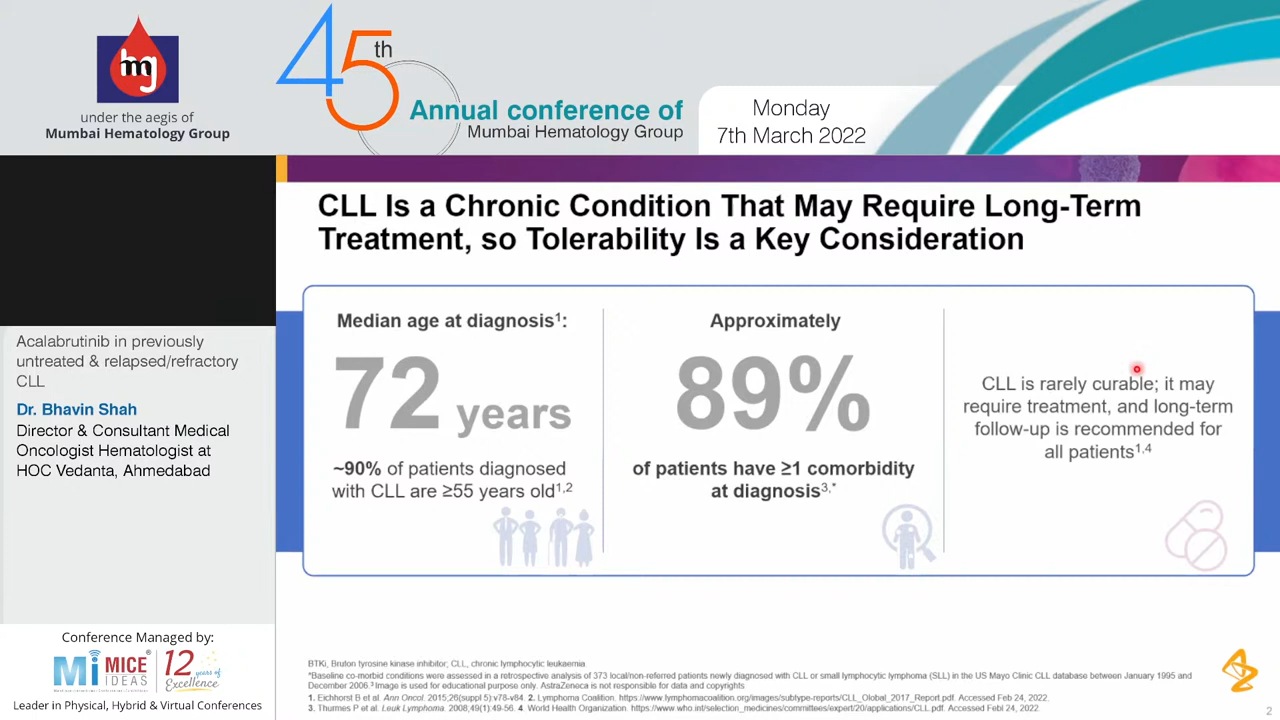 mg
under the aegis of
Mumbai Hematology Group
45th
Annual conference of
Mumbai Hematology Group
Monday
7th March 2022
Acalabrutinib in previously
untreated & relapsed/refractory
CLL
Dr. Bhavin Shah
Director & Consultant Medical
Oncologist Hematologist at
HOC Vedanta, Ahmedabad
CLL Is a Chronic Condition That May Require Long-Term
Treatment, so Tolerability Is a Key Consideration
Median age at diagnosis1:
72 years
~90% of patients diagnosed
with CLL are ≥55 years old1,2
Approximately
89%
of patients have ≥1 comorbidity
at diagnosis3,*
CLL is rarely curable; it may
require treatment, and long-term
follow-up is recommended for
all patients1,4
BTKi, Bruton tyrosine kinase inhibitor; CLL, chronic lymphocytic leukaemia
*Baseline co-morbid conditions were assessed in a retrospective analysis of 373 local/non-referred patients newly diagnosed with CLL or small lymphocytic lymphoma (SLL) in the US Mayo Clinic CLL database between January 1995 and
December 2006.3 Image is used for educational purpose only. AstraZeneca is not responsible for data and copyrights
1. Eichhorst B et al. Ann Oncol. 2015;26(suppl 5):v78-v84. 2. Lymphoma Coalition. https://www.lymphomacoalition.org/images/subtype-reports/CLL_Global_2017_Report.pdf. Accessed Feb 24, 2022.
3. Thurmes P et al. Leuk Lymphoma. 2008;49(1):49-56. 4. World Health Organization. https://www.who.int/selection_medicines/committees/expert/20/applications/CLL.pdf. Accessed Febl 24, 2022.
2
Conference Managed by:
Mi MICE IDEAS
12 years of Excellence
Leader in Physical, Hybrid & Virtual Conferences